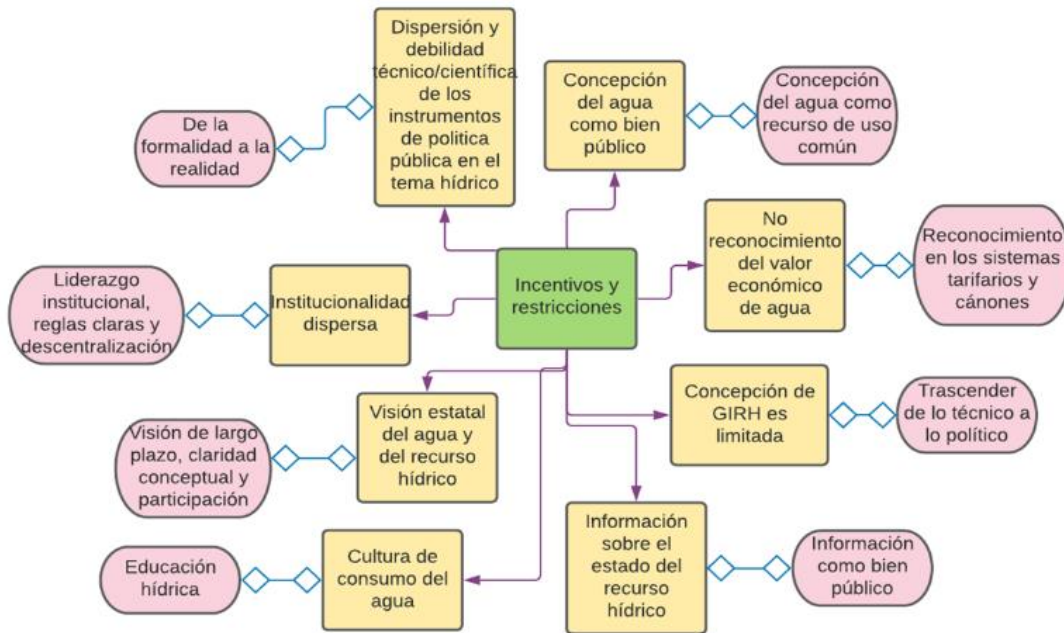 Dispersión y
debilidad
técnico/científica
de los
instrumentos
de politica
pública en el
tema hídrico
De la
formalidad a la
realidad
Concepción
del agua
como bien
público
Concepción
del agua como
recurso de uso
común
No
reconocimiento
del valor
económico
de agua
Reconocimiento
en los sistemas
tarifarios y
cánones
Incentivos y
restricciones
Liderazgo
institucional,
reglas claras y
descentralización
Institucionalidad
dispersa
Concepción de
GIRH es
limitada
Trascender
de lo técnico a
lo político
Visión de largo
plazo, claridad
conceptual y
participación
Visión estatal
del agua y
del recurso
hídrico
Educación
hídrica
Cultura de
consumo del
agua
Información
sobre el
estado del
recurso
hídrico
Información
como bien
público